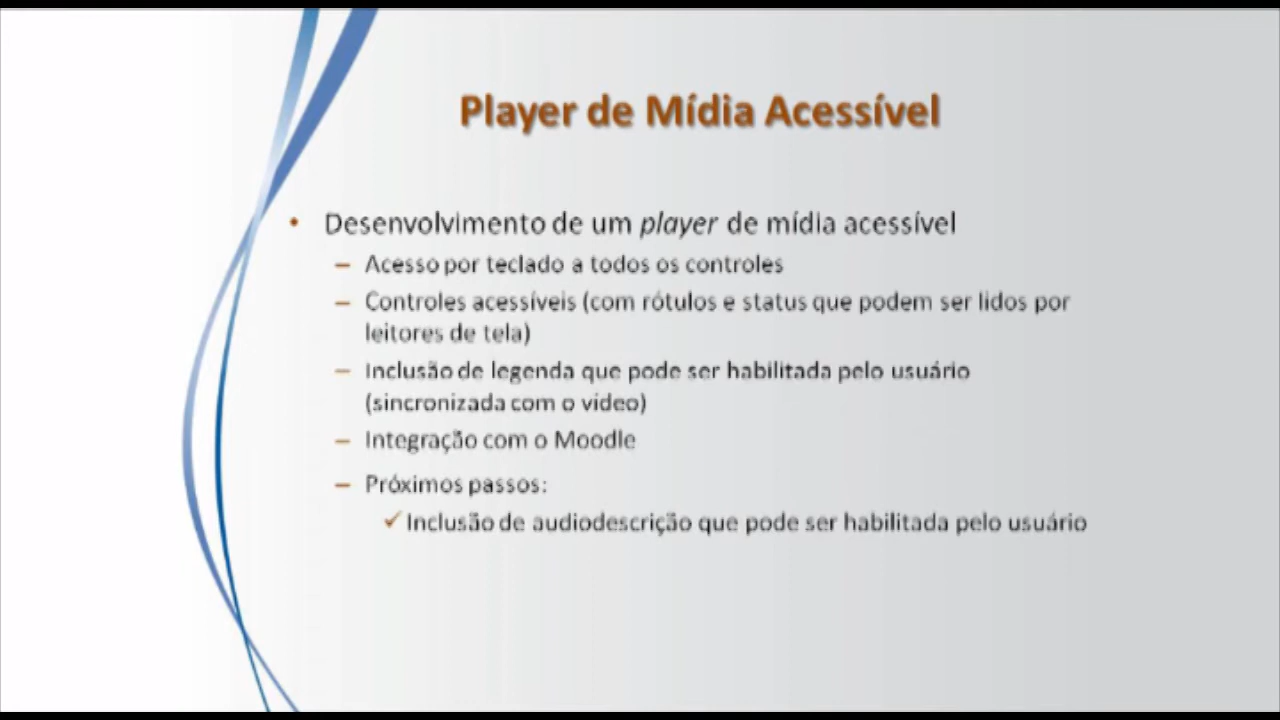 Player de Mídia Acessível
• Desenvolvimento de um player de mídia acessível
– Acesso por teclado a todos os controles
– Controles acessíveis (com rótulos e status que podem ser lidos por
leitores de tela)
– Inclusão de legenda que pode ser habilitada pelo usuário
(sincronizada com o vídeo)
– Integração com o Moodle
– Próximos passos:
✓ Inclusão de audiodescrição que pode ser habilitada pelo usuário